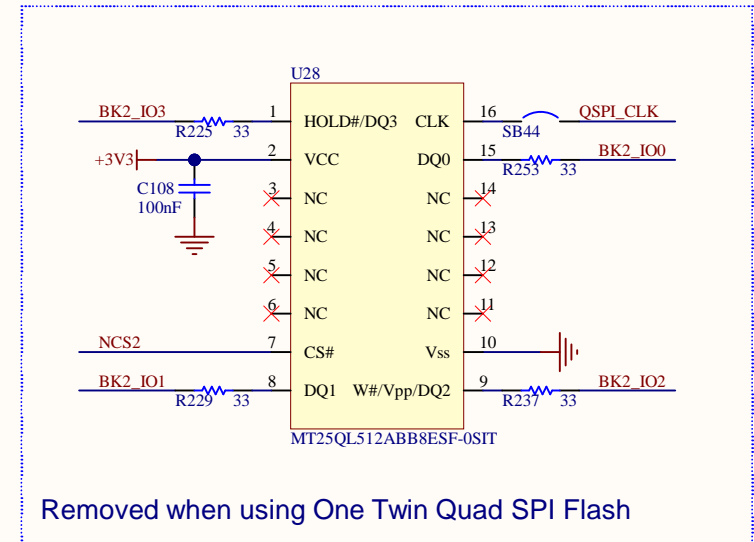 U28
BK2_IO3 R225 33 1 HOLD#/DQ3 CLK 16 SB44 QSPI_CLK
+3V3 2 VCC DQ0 15 R253 33 BK2_IO0
C108 100nF
3 NC NC 14
4 NC NC 13
5 NC NC 12
6 NC NC 11
NCS2 7 CS# Vss 10
BK2_IO1 R229 33 8 DQ1 W#/Vpp/DQ2 9 R237 33 BK2_IO2
MT25QL512ABB8ESF-0SIT
Removed when using One Twin Quad SPI Flash